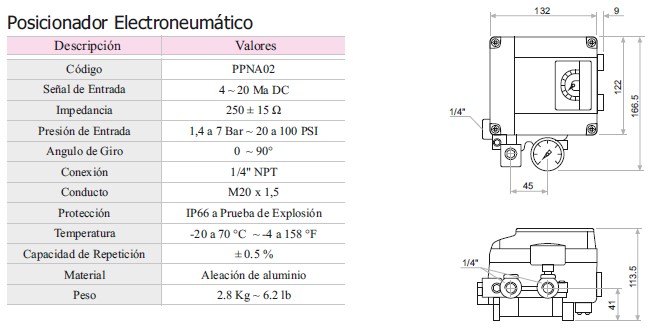 Posicionador Electroneumático
Descripción Valores
Código PPNA02
Señal de Entrada 4 ~ 20 Ma DC
Impedancia 250 ± 15 Ω
Presión de Entrada 1,4 a 7 Bar ~ 20 a 100 PSI
Angulo de Giro 0 ~ 90°
Conexión 1/4" NPT
Conducto M20 x 1,5
Protección IP66 a Prueba de Explosión
Temperatura -20 a 70 °C ~ -4 a 158 °F
Capacidad de Repetición ± 0.5 %
Material Aleación de aluminio
Peso 2.8 Kg ~ 6.2 lb
132 9
122
166.5
1/4"
45
1/4"
41
113.5